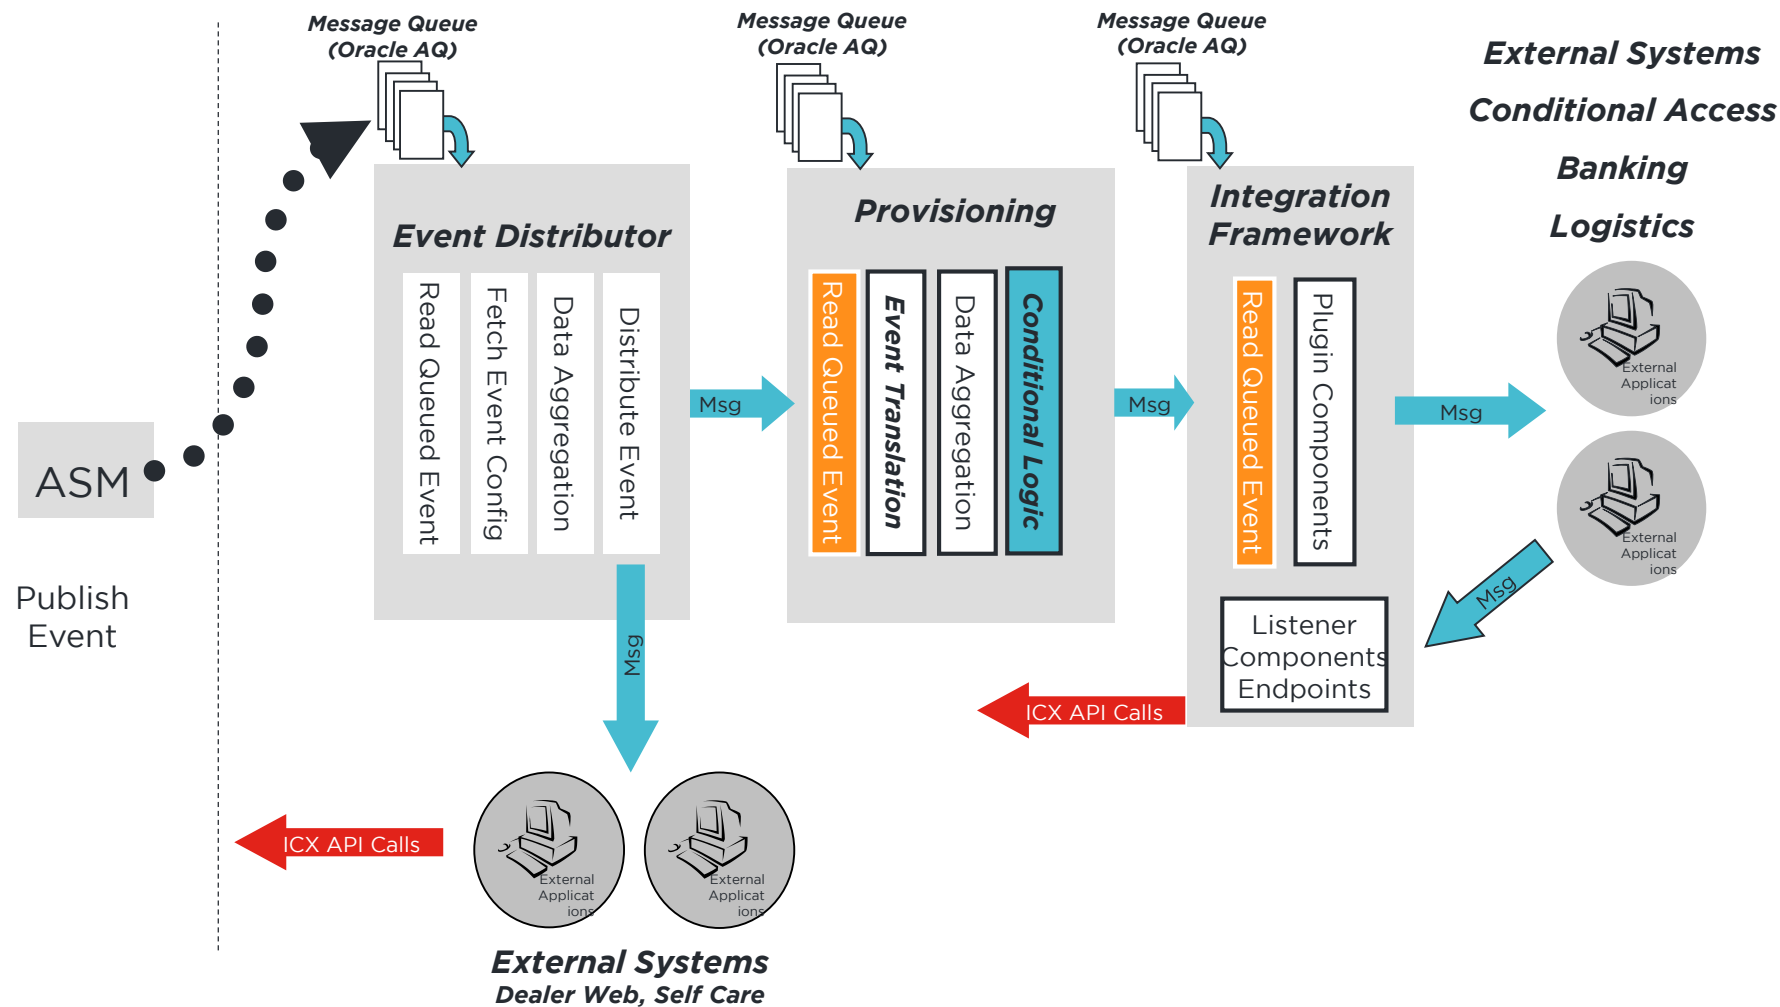 Message Queue
(Oracle AQ)
Message Queue
(Oracle AQ)
Message Queue
(Oracle AQ)
External Systems
Conditional Access
Banking
Logistics
ASM
Publish
Event
Event Distributor
Read Queued Event
Fetch Event Config
Data Aggregation
Distribute Event
Msg
Msg
Provisioning
Read Queued Event
Event Translation
Data Aggregation
Conditional Logic
Msg
Integration
Framework
Read Queued Event
Plugin Components
Listener
Components
Endpoints
Msg
External
Applicat
ions
External
Applicat
ions
Msg
ICX API Calls
ICX API Calls
External
Applicat
ions
External
Applicat
ions
External Systems
Dealer Web, Self Care